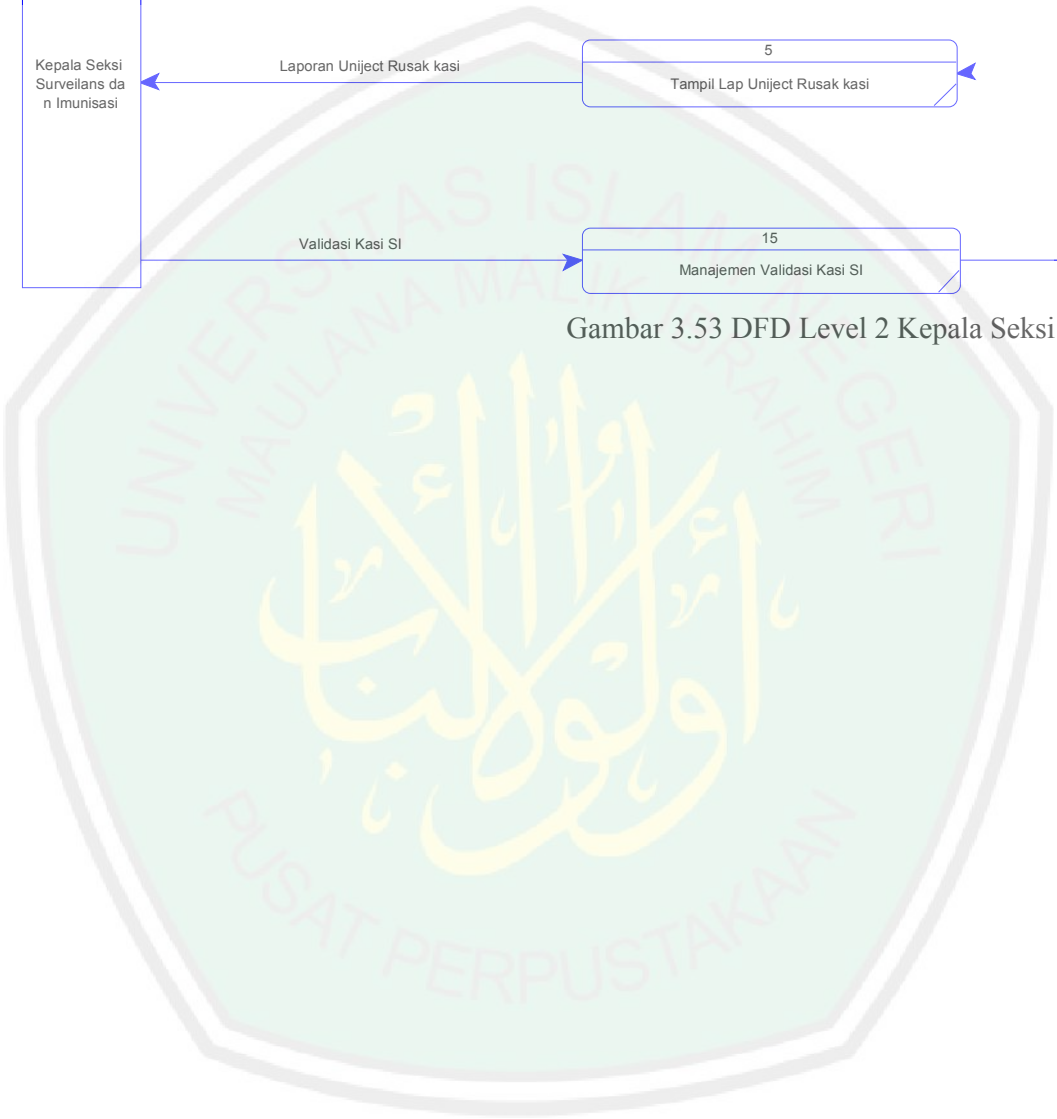 5
Kepala Seksi
Surveilans da
n Imunisasi
Laporan Uniject Rusak kasi
Tampil Lap Uniject Rusak kasi
Validasi Kasi SI
15
Manajemen Validasi Kasi SI
Gambar 3.53 DFD Level 2 Kepala Seksi
UNIVERSITAS ISLAM NEGERI
MAULANA MALIK IBRAHIM
أولوا الألباب
PUSAT PERPUSTAKAAN